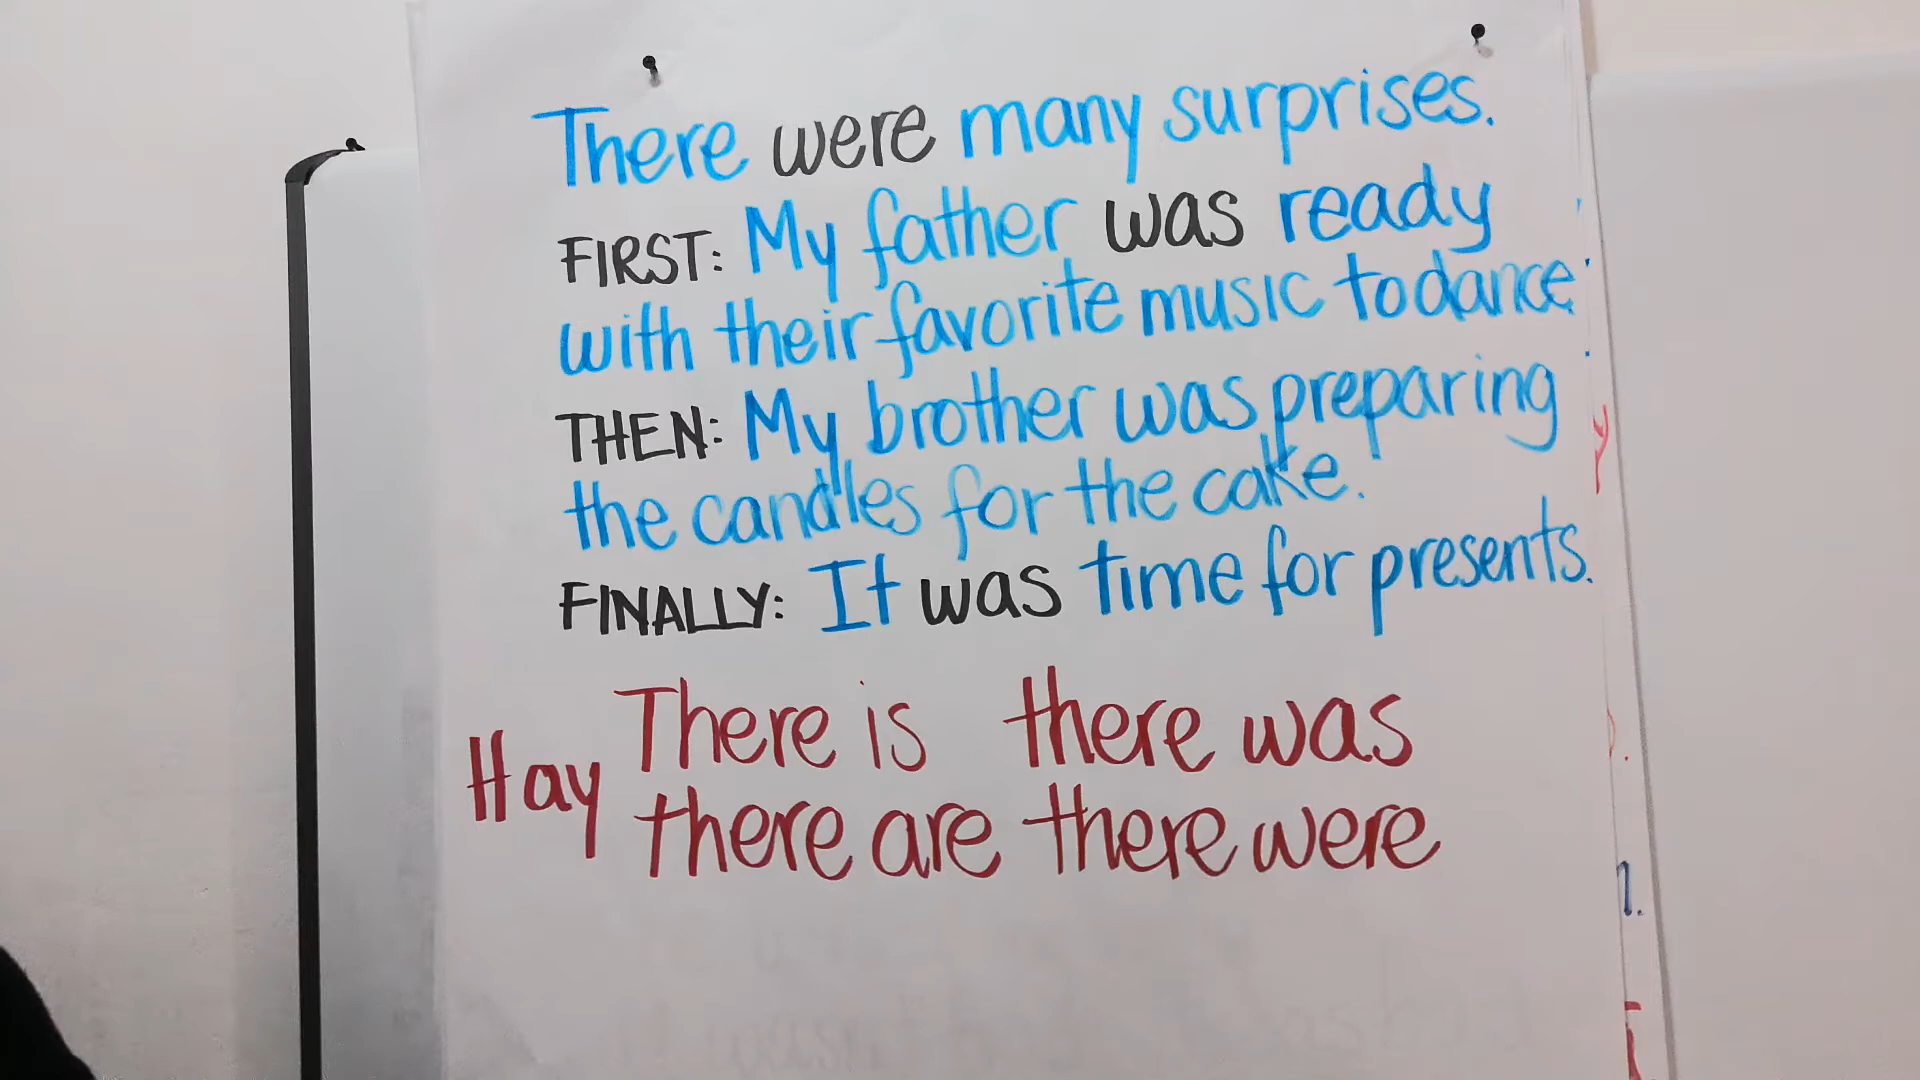 There were many surprises.
FIRST: My father was ready
with their favorite music to dance.
THEN: My brother was preparing
the candles for the cake.
FINALLY: It was time for presents.
Hay There is there was
there are there were